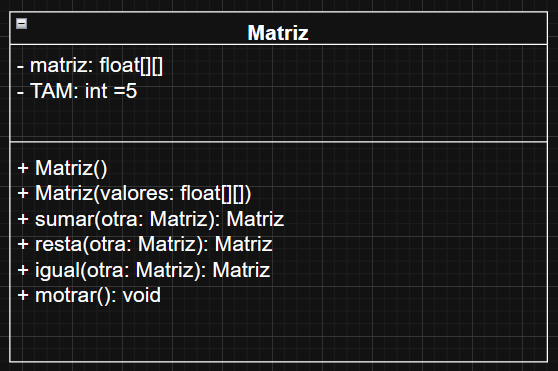 Matriz
- matriz: float[][]
- TAM: int =5
+ Matriz()
+ Matriz(valores: float[][])
+ sumar(otra: Matriz): Matriz
+ resta(otra: Matriz): Matriz
+ igual(otra: Matriz): Matriz
+ motrar(): void